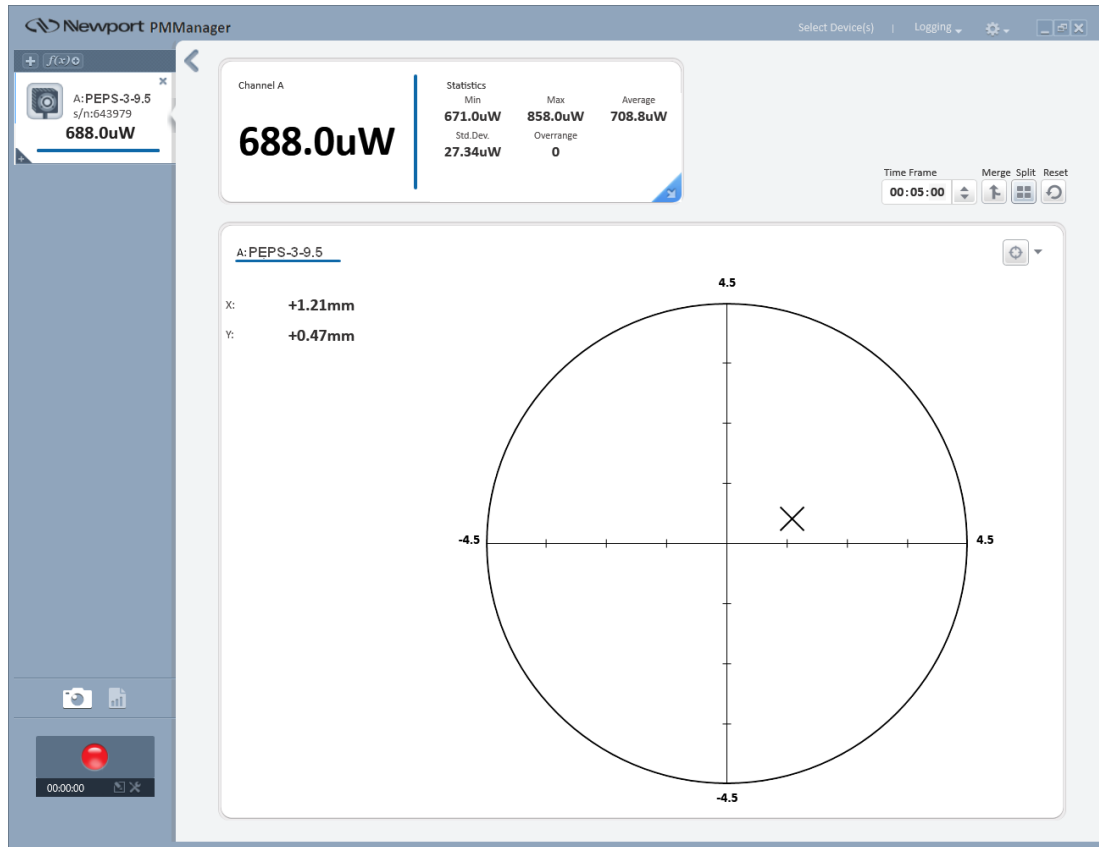 Newport PMManager
Select Device(s) | Logging
f(x)
A:PEPS-3-9.5
s/n:643979
688.0uW
Channel A
688.0uW
Statistics
Min Max Average
671.0uW 858.0uW 708.8uW
Std.Dev. Overrange
27.34uW 0
Time Frame Merge Split Reset
00:05:00
A:PEPS-3-9.5
X: +1.21mm
Y: +0.47mm
4.5
-4.5 4.5
-4.5
00:00:00